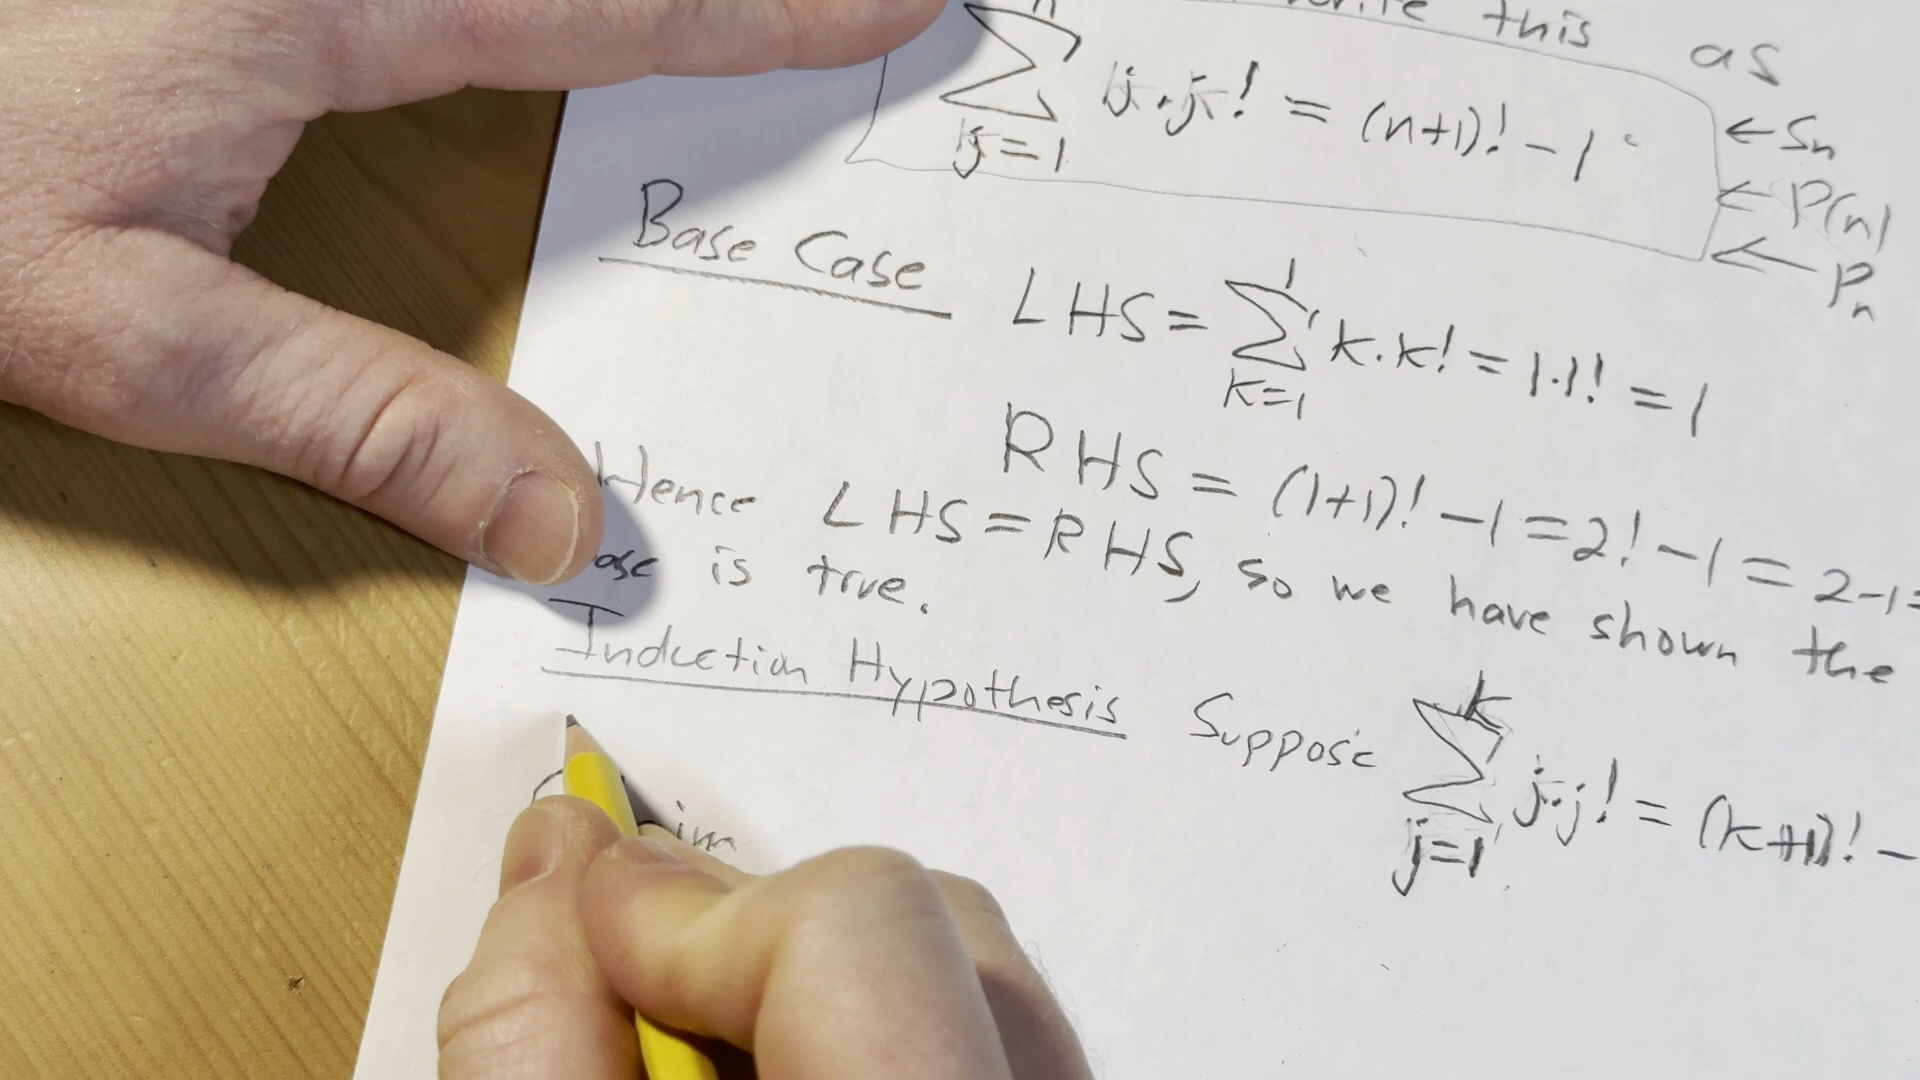 this as
n
∑ j·j! = (n+1)! - 1
j=1
← Sn
← P(n)
← Pn
Base Case LHS = ∑ k·k! = 1·1! = 1
1
k=1
RHS = (1+1)! - 1 = 2! - 1 = 2-1=
Hence LHS = RHS, so we have shown the
is true.
Induction Hypothesis Suppose ∑ j·j! = (k+1)! -
k
j=1